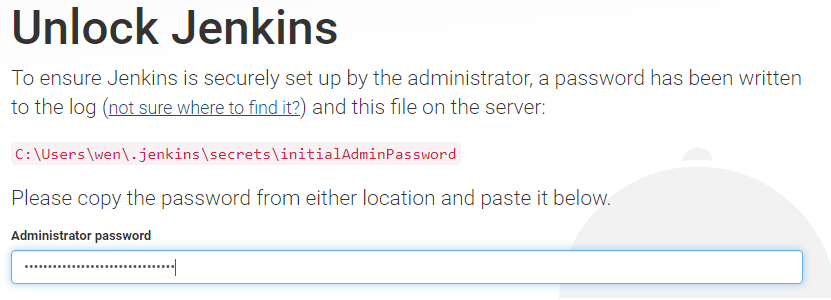 Unlock Jenkins
To ensure Jenkins is securely set up by the administrator, a password has been written
to the log (not sure where to find it?) and this file on the server:
C:\Users\wen\.jenkins\secrets\initialAdminPassword
Please copy the password from either location and paste it below.
Administrator password
••••••••••••••••••••••••••••••••